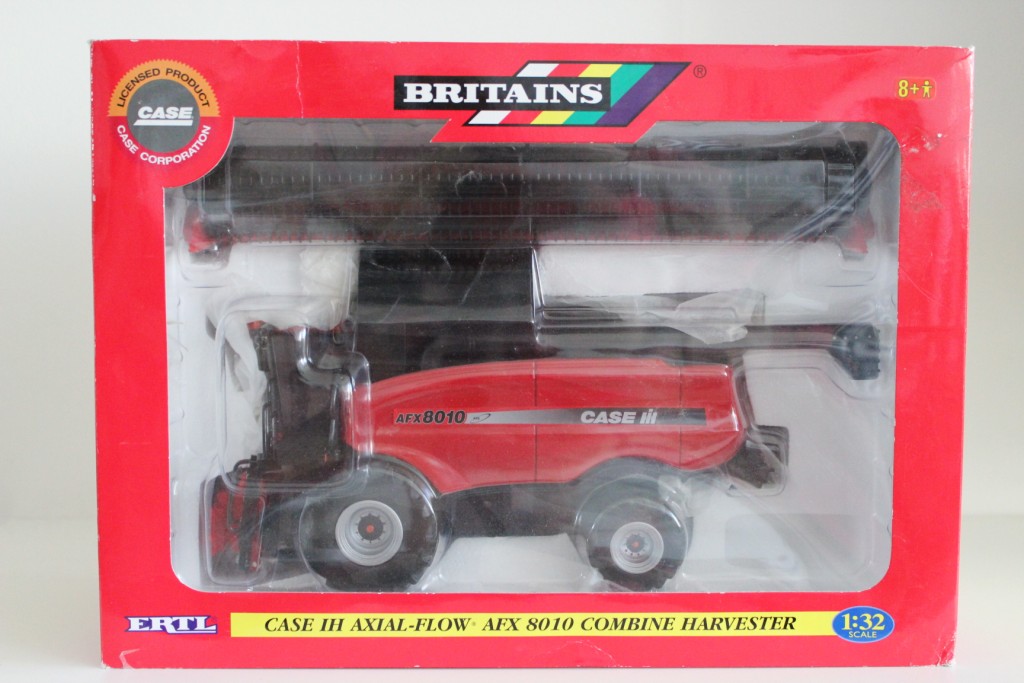 LICENSED PRODUCT
CASE
CASE CORPORATION
BRITAINS ®
8+
AFX8010
CASE IH
ERTL
CASE IH AXIAL-FLOW® AFX 8010 COMBINE HARVESTER
1:32
SCALE